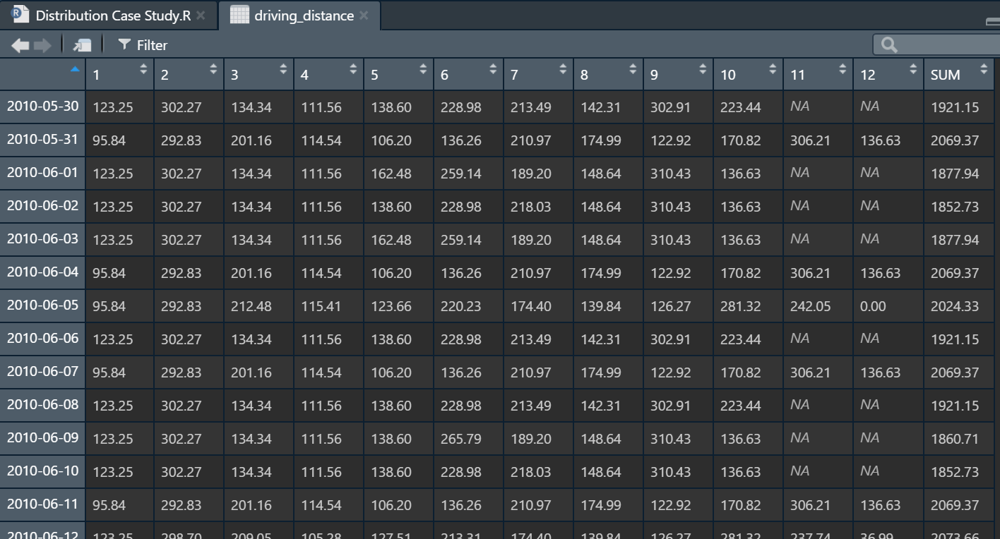 Distribution Case Study.R × driving_distance ×
Filter
1 2 3 4 5 6 7 8 9 10 11 12 SUM
2010-05-30 123.25 302.27 134.34 111.56 138.60 228.98 213.49 142.31 302.91 223.44 NA NA 1921.15
2010-05-31 95.84 292.83 201.16 114.54 106.20 136.26 210.97 174.99 122.92 170.82 306.21 136.63 2069.37
2010-06-01 123.25 302.27 134.34 111.56 162.48 259.14 189.20 148.64 310.43 136.63 NA NA 1877.94
2010-06-02 123.25 302.27 134.34 111.56 138.60 228.98 218.03 148.64 310.43 136.63 NA NA 1852.73
2010-06-03 123.25 302.27 134.34 111.56 162.48 259.14 189.20 148.64 310.43 136.63 NA NA 1877.94
2010-06-04 95.84 292.83 201.16 114.54 106.20 136.26 210.97 174.99 122.92 170.82 306.21 136.63 2069.37
2010-06-05 95.84 292.83 212.48 115.41 123.66 220.23 174.40 139.84 126.27 281.32 242.05 0.00 2024.33
2010-06-06 123.25 302.27 134.34 111.56 138.60 228.98 213.49 142.31 302.91 223.44 NA NA 1921.15
2010-06-07 95.84 292.83 201.16 114.54 106.20 136.26 210.97 174.99 122.92 170.82 306.21 136.63 2069.37
2010-06-08 123.25 302.27 134.34 111.56 138.60 228.98 213.49 142.31 302.91 223.44 NA NA 1921.15
2010-06-09 123.25 302.27 134.34 111.56 138.60 265.79 189.20 148.64 310.43 136.63 NA NA 1860.71
2010-06-10 123.25 302.27 134.34 111.56 138.60 228.98 218.03 148.64 310.43 136.63 NA NA 1852.73
2010-06-11 95.84 292.83 201.16 114.54 106.20 136.26 210.97 174.99 122.92 170.82 306.21 136.63 2069.37
2010-06-12 123.25 298.70 209.05 105.28 127.51 213.31 174.40 139.84 126.27 281.32 237.74 36.99 2073.66